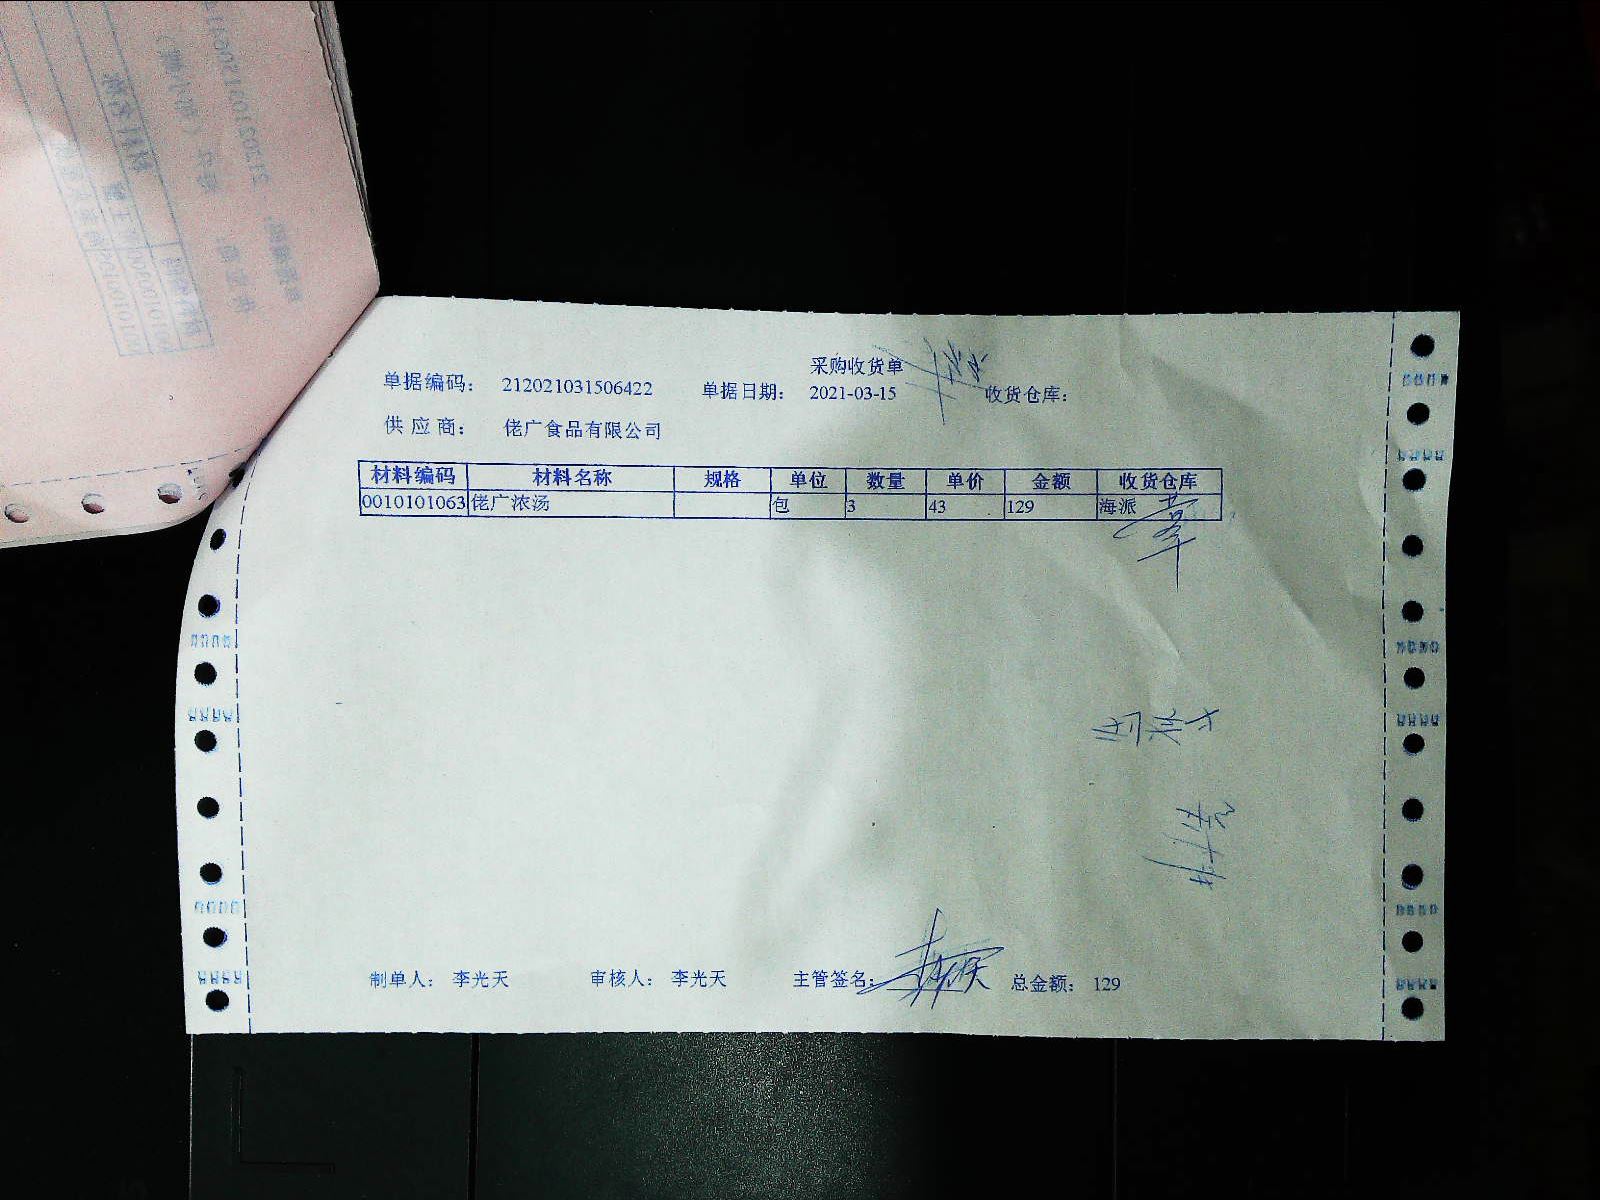 采购收货单
单据编码： 212021031506422 单据日期： 2021-03-15 收货仓库：
供 应 商： 佬广食品有限公司
材料编码 材料名称 规格 单位 数量 单价 金额 收货仓库
0010101063 佬广浓汤 包 3 43 129 海派
制单人： 李光天 审核人： 李光天 主管签名： 总金额： 129